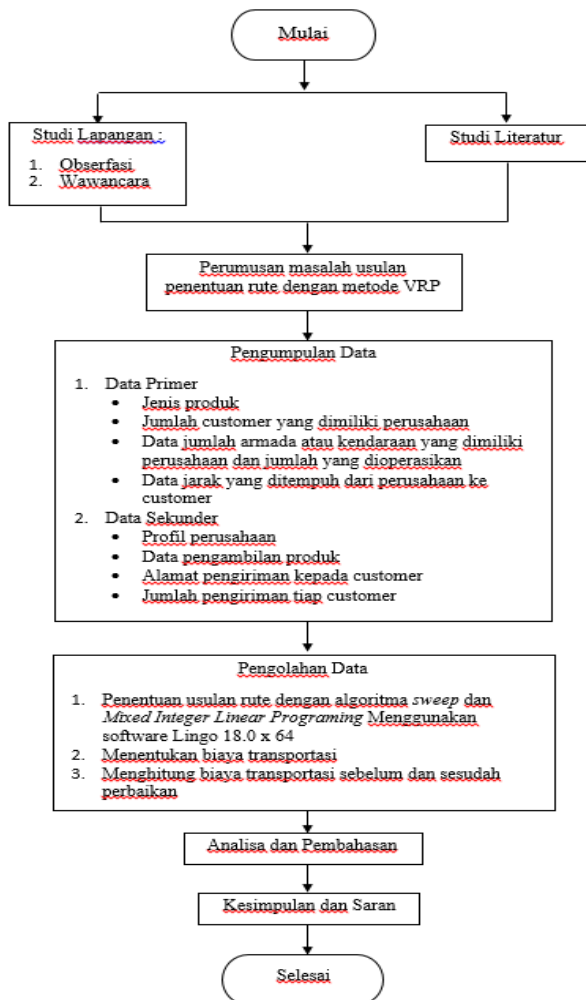 Mulai
Studi Lapangan :
1. Obserfasi
2. Wawancara
Studi Literatur
Perumusan masalah usulan
penentuan rute dengan metode VRP
Pengumpulan Data
1. Data Primer
• Jenis produk
• Jumlah customer yang dimiliki perusahaan
• Data jumlah armada atau kendaraan yang dimiliki
perusahaan dan jumlah yang dioperasikan
• Data jarak yang ditempuh dari perusahaan ke
customer
2. Data Sekunder
• Profil perusahaan
• Data pengambilan produk
• Alamat pengiriman kepada customer
• Jumlah pengiriman tiap customer
Pengolahan Data
1. Penentuan usulan rute dengan algoritma sweep dan
Mixed Integer Linear Programing Menggunakan
software Lingo 18.0 x 64
2. Menentukan biaya transportasi
3. Menghitung biaya transportasi sebelum dan sesudah
perbaikan
Analisa dan Pembahasan
Kesimpulan dan Saran
Selesai